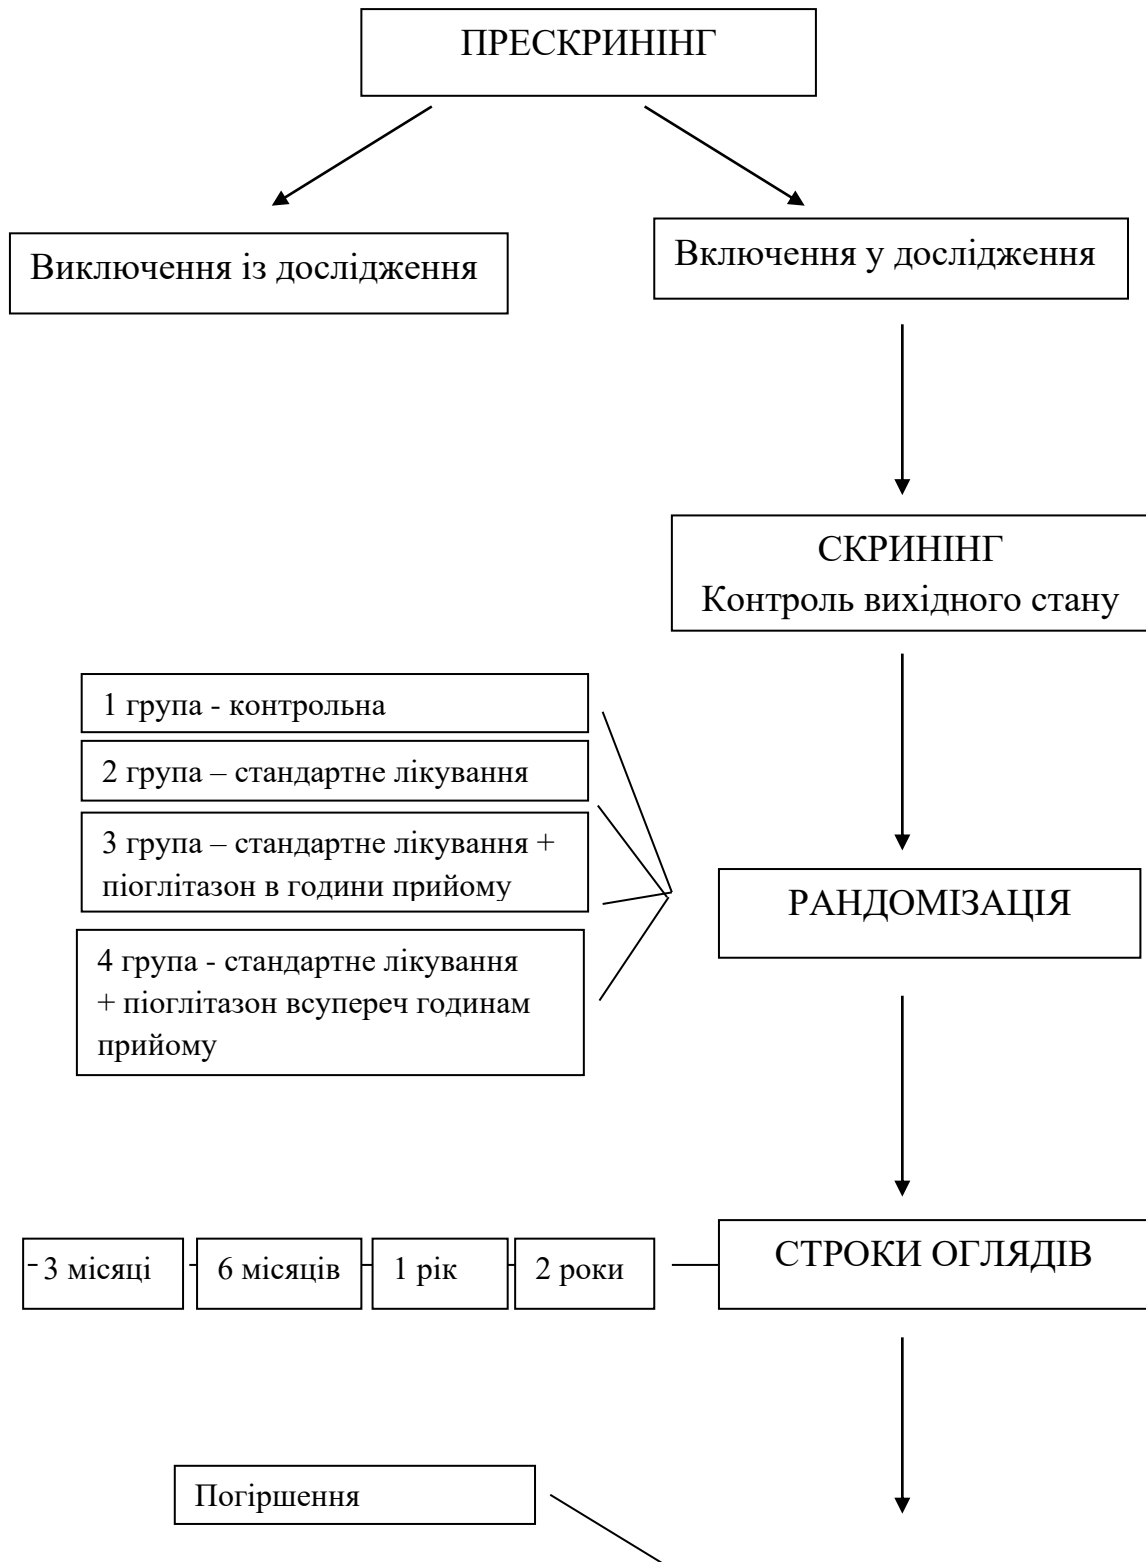 ПРЕСКРИНІНГ
Виключення із дослідження
Включення у дослідження
СКРИНІНГ
Контроль вихідного стану
1 група - контрольна
2 група – стандартне лікування
3 група – стандартне лікування +
піоглітазон в години прийому
4 група - стандартне лікування
+ піоглітазон всупереч годинам
прийому
РАНДОМІЗАЦІЯ
3 місяці
6 місяців
1 рік
2 роки
СТРОКИ ОГЛЯДІВ
Погіршення